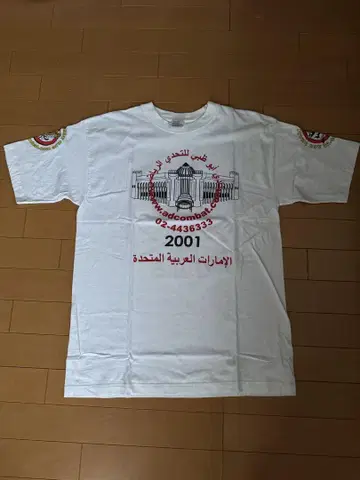 أبو ظبي للتحدي
www.adcombat.com
02-4436333
2001
الإمارات العربية المتحدة